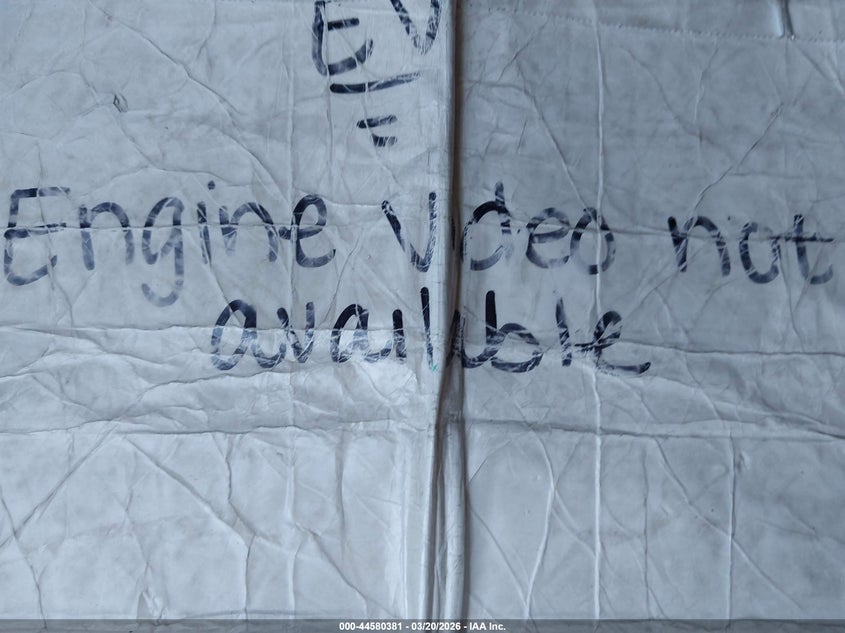 EV
=
Engine video not
available
000-44580381 - 03/20/2026 - IAA Inc.